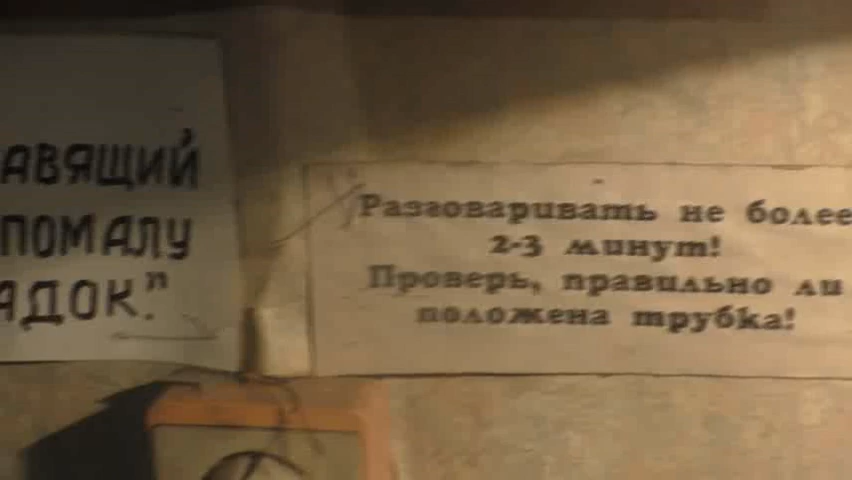 АВЯЩИЙ
ПОМАЛУ
АДОК."
Разговаривать не более
2-3 минут!
Проверь, правильно ли
положена трубка!